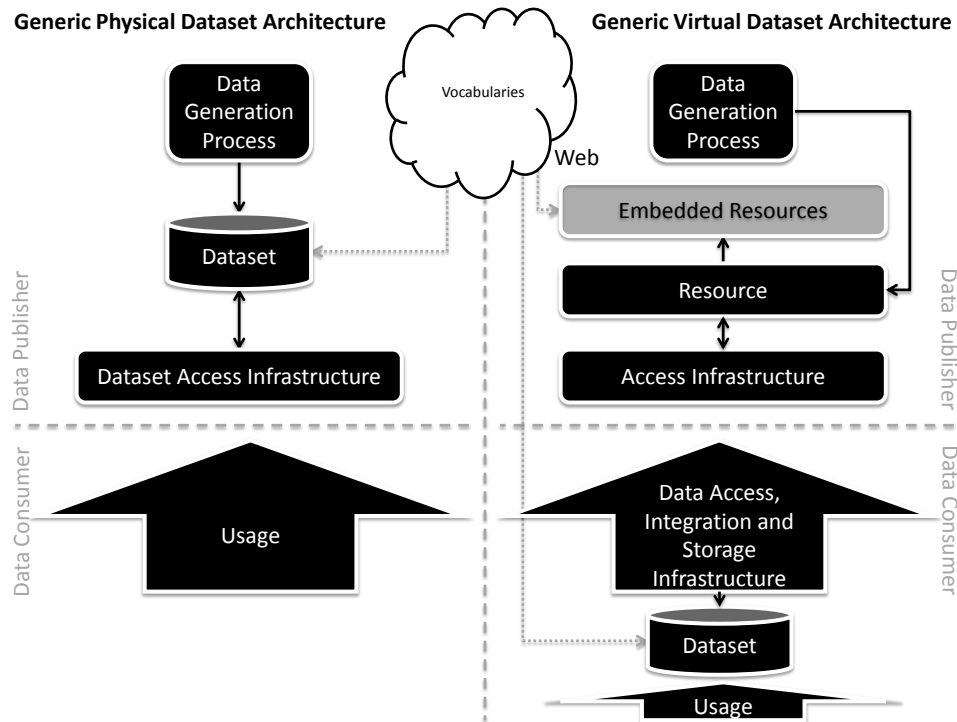 Generic Physical Dataset Architecture
Generic Virtual Dataset Architecture
Vocabularies
Web
Data
Generation
Process
Dataset
Dataset Access Infrastructure
Data Publisher
Data Consumer
Usage
Data
Generation
Process
Embedded Resources
Resource
Access Infrastructure
Data Publisher
Data Consumer
Data Access,
Integration and
Storage
Infrastructure
Dataset
Usage